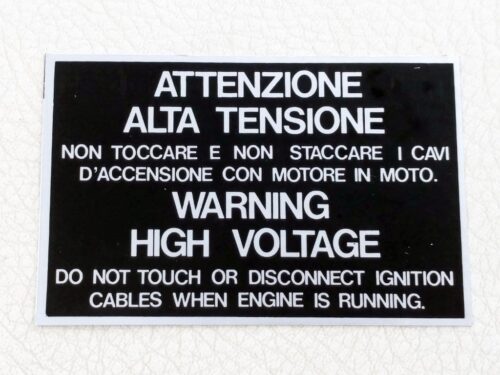 ATTENZIONE
ALTA TENSIONE
NON TOCCARE E NON STACCARE I CAVI
D'ACCENSIONE CON MOTORE IN MOTO.
WARNING
HIGH VOLTAGE
DO NOT TOUCH OR DISCONNECT IGNITION
CABLES WHEN ENGINE IS RUNNING.